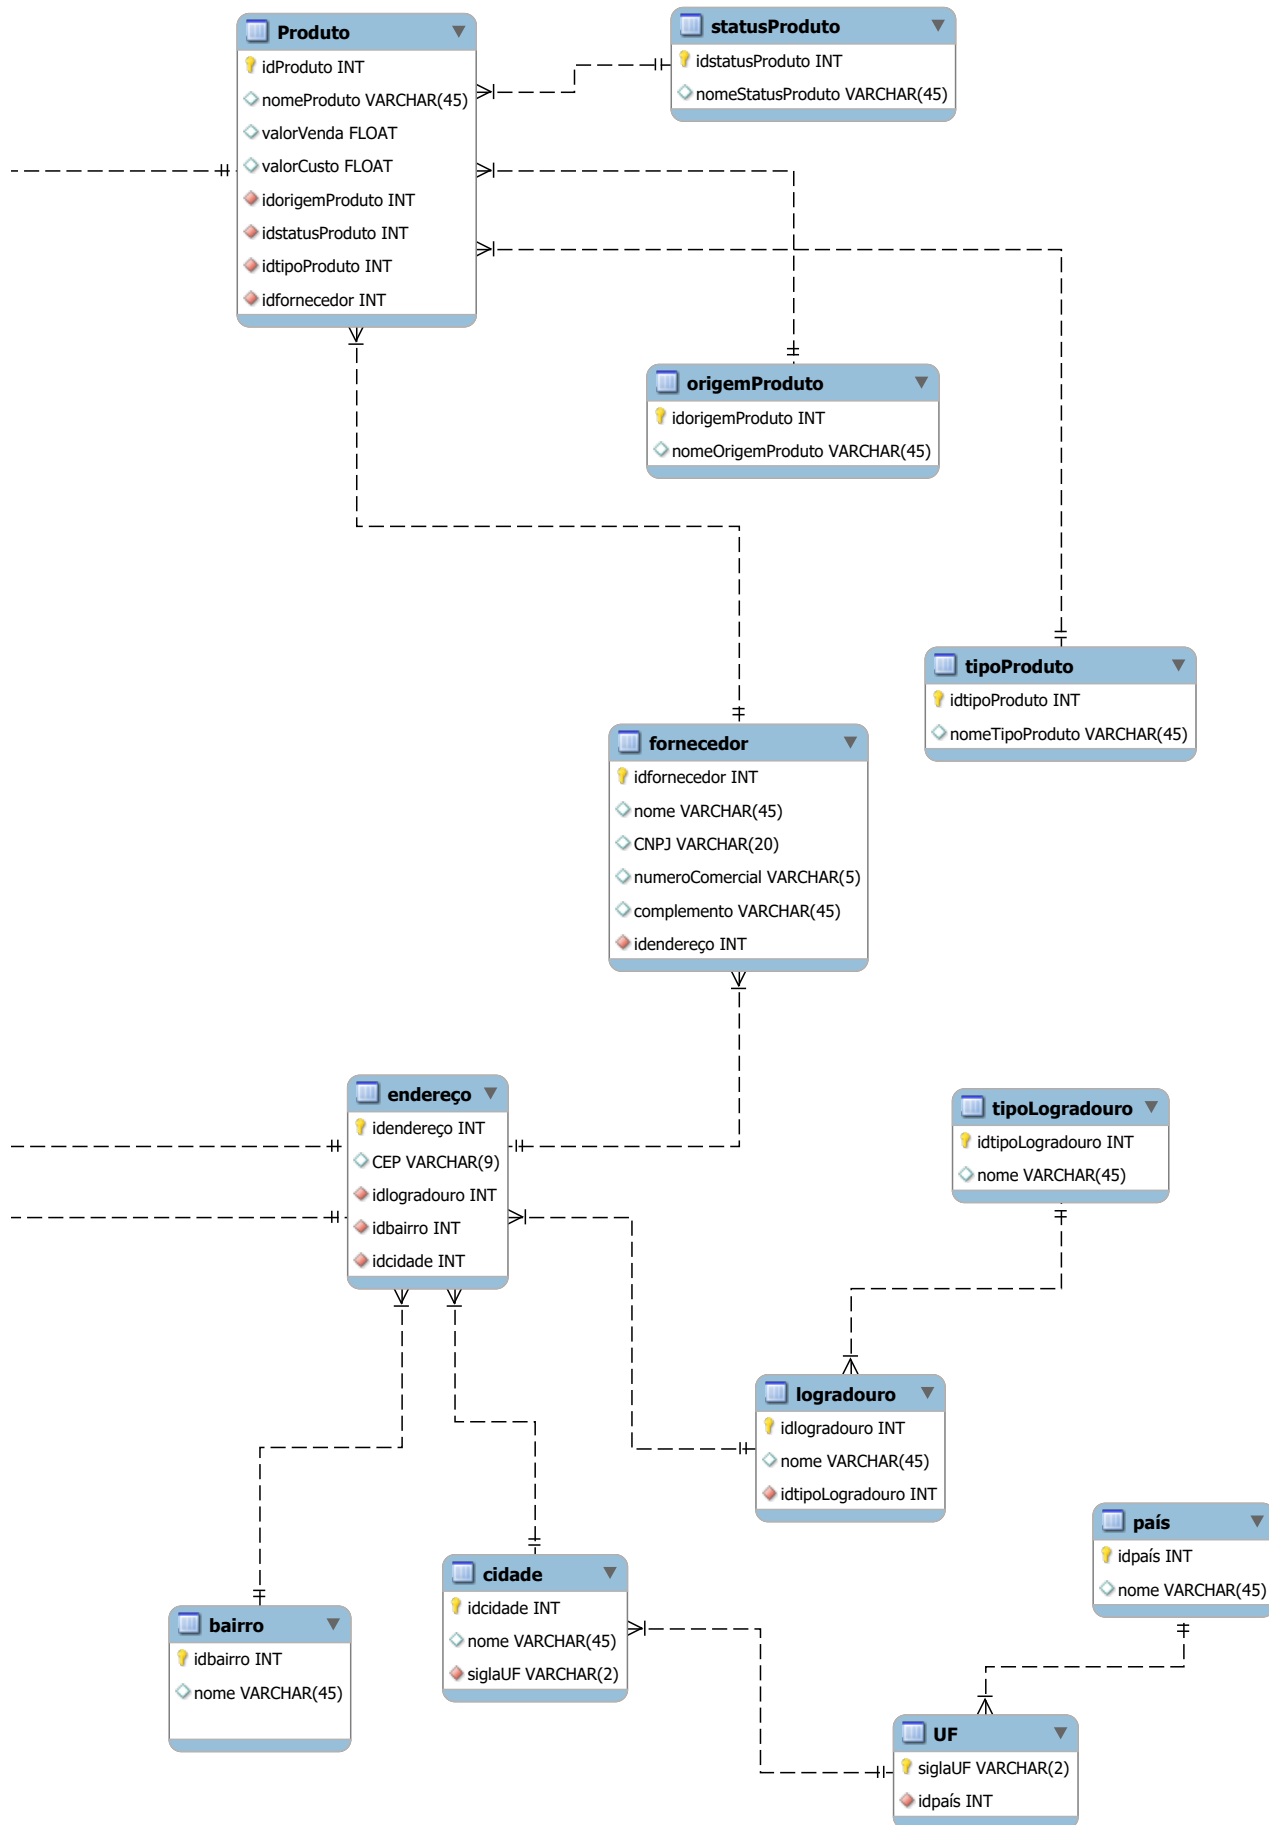 Produto
idProduto INT
nomeProduto VARCHAR(45)
valorVenda FLOAT
valorCusto FLOAT
idorigemProduto INT
idstatusProduto INT
idtipoProduto INT
idfornecedor INT
statusProduto
idstatusProduto INT
nomeStatusProduto VARCHAR(45)
origemProduto
idorigemProduto INT
nomeOrigemProduto VARCHAR(45)
tipoProduto
idtipoProduto INT
nomeTipoProduto VARCHAR(45)
fornecedor
idfornecedor INT
nome VARCHAR(45)
CNPJ VARCHAR(20)
numeroComercial VARCHAR(5)
complemento VARCHAR(45)
idendereço INT
endereço
idendereço INT
CEP VARCHAR(9)
idlogradouro INT
idbairro INT
idcidade INT
tipoLogradouro
idtipoLogradouro INT
nome VARCHAR(45)
logradouro
idlogradouro INT
nome VARCHAR(45)
idtipoLogradouro INT
país
idpaís INT
nome VARCHAR(45)
cidade
idcidade INT
nome VARCHAR(45)
siglaUF VARCHAR(2)
bairro
idbairro INT
nome VARCHAR(45)
UF
siglaUF VARCHAR(2)
idpaís INT